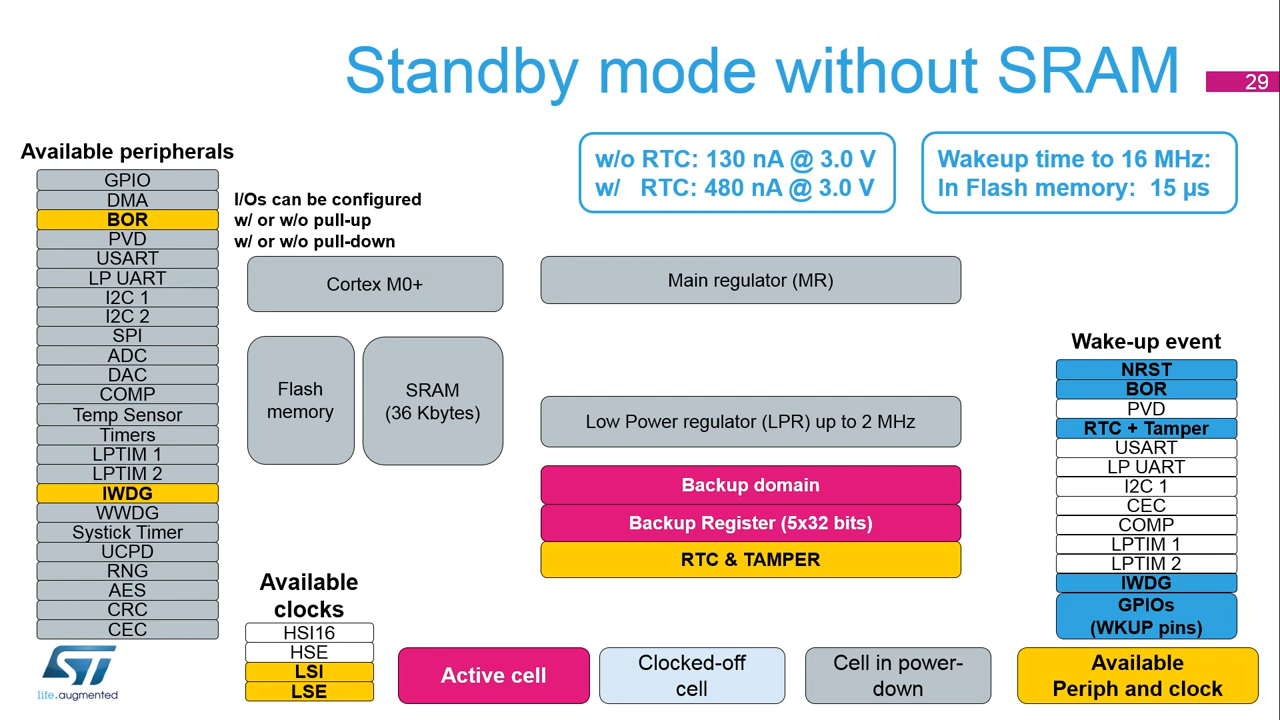 Standby mode without SRAM
29
Available peripherals
GPIO
DMA
BOR
PVD
USART
LP UART
I2C 1
I2C 2
SPI
ADC
DAC
COMP
Temp Sensor
Timers
LPTIM 1
LPTIM 2
IWDG
WWDG
Systick Timer
UCPD
RNG
AES
CRC
CEC
I/Os can be configured
w/ or w/o pull-up
w/ or w/o pull-down
w/o RTC: 130 nA @ 3.0 V
w/ RTC: 480 nA @ 3.0 V
Wakeup time to 16 MHz:
In Flash memory: 15 µs
Cortex M0+
Main regulator (MR)
Flash
memory
SRAM
(36 Kbytes)
Low Power regulator (LPR) up to 2 MHz
Backup domain
Backup Register (5x32 bits)
RTC & TAMPER
Wake-up event
NRST
BOR
PVD
RTC + Tamper
USART
LP UART
I2C 1
CEC
COMP
LPTIM 1
LPTIM 2
IWDG
GPIOs
(WKUP pins)
Available
clocks
HSI16
HSE
LSI
LSE
ST
life.augmented
Active cell
Clocked-off
cell
Cell in power-
down
Available
Periph and clock